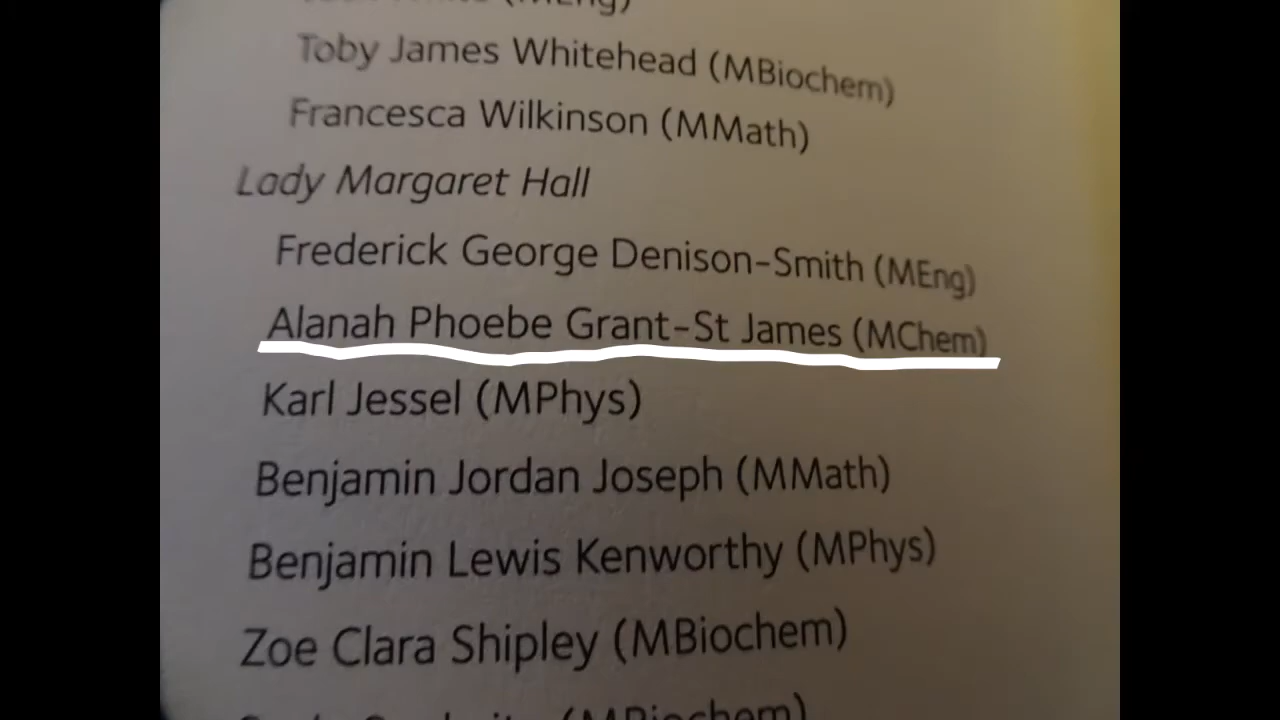 Toby James Whitehead (MBiochem)
Francesca Wilkinson (MMath)
Lady Margaret Hall
Frederick George Denison-Smith (MEng)
Alanah Phoebe Grant-St James (MChem)
Karl Jessel (MPhys)
Benjamin Jordan Joseph (MMath)
Benjamin Lewis Kenworthy (MPhys)
Zoe Clara Shipley (MBiochem)
(MBiochem)